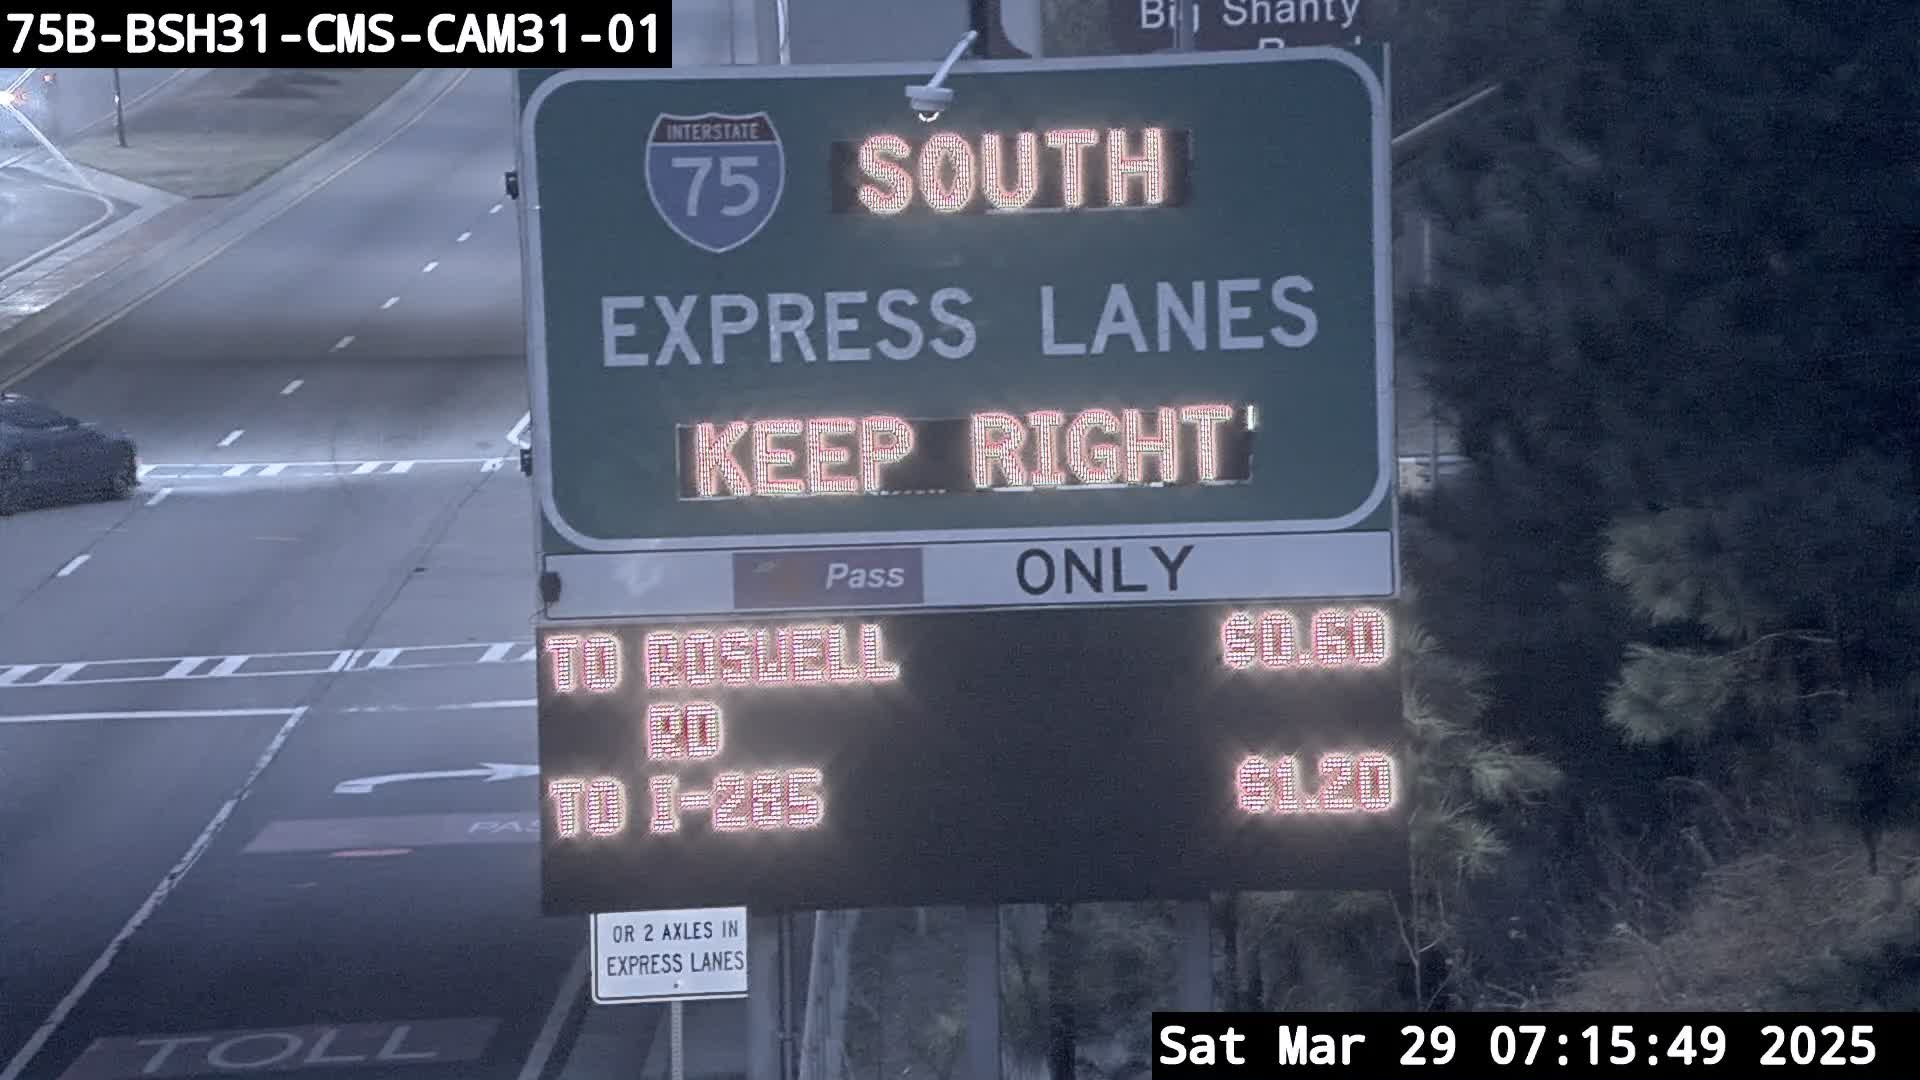 75B-BSH31-CMS-CAM31-01
Big Shanty
INTERSTATE
75
SOUTH
EXPRESS LANES
KEEP RIGHT
Pass
ONLY
TO ROSWELL $0.60
RD
TO I-285 $1.20
PAS
OR 2 AXLES IN
EXPRESS LANES
TOLL
Sat Mar 29 07:15:49 2025